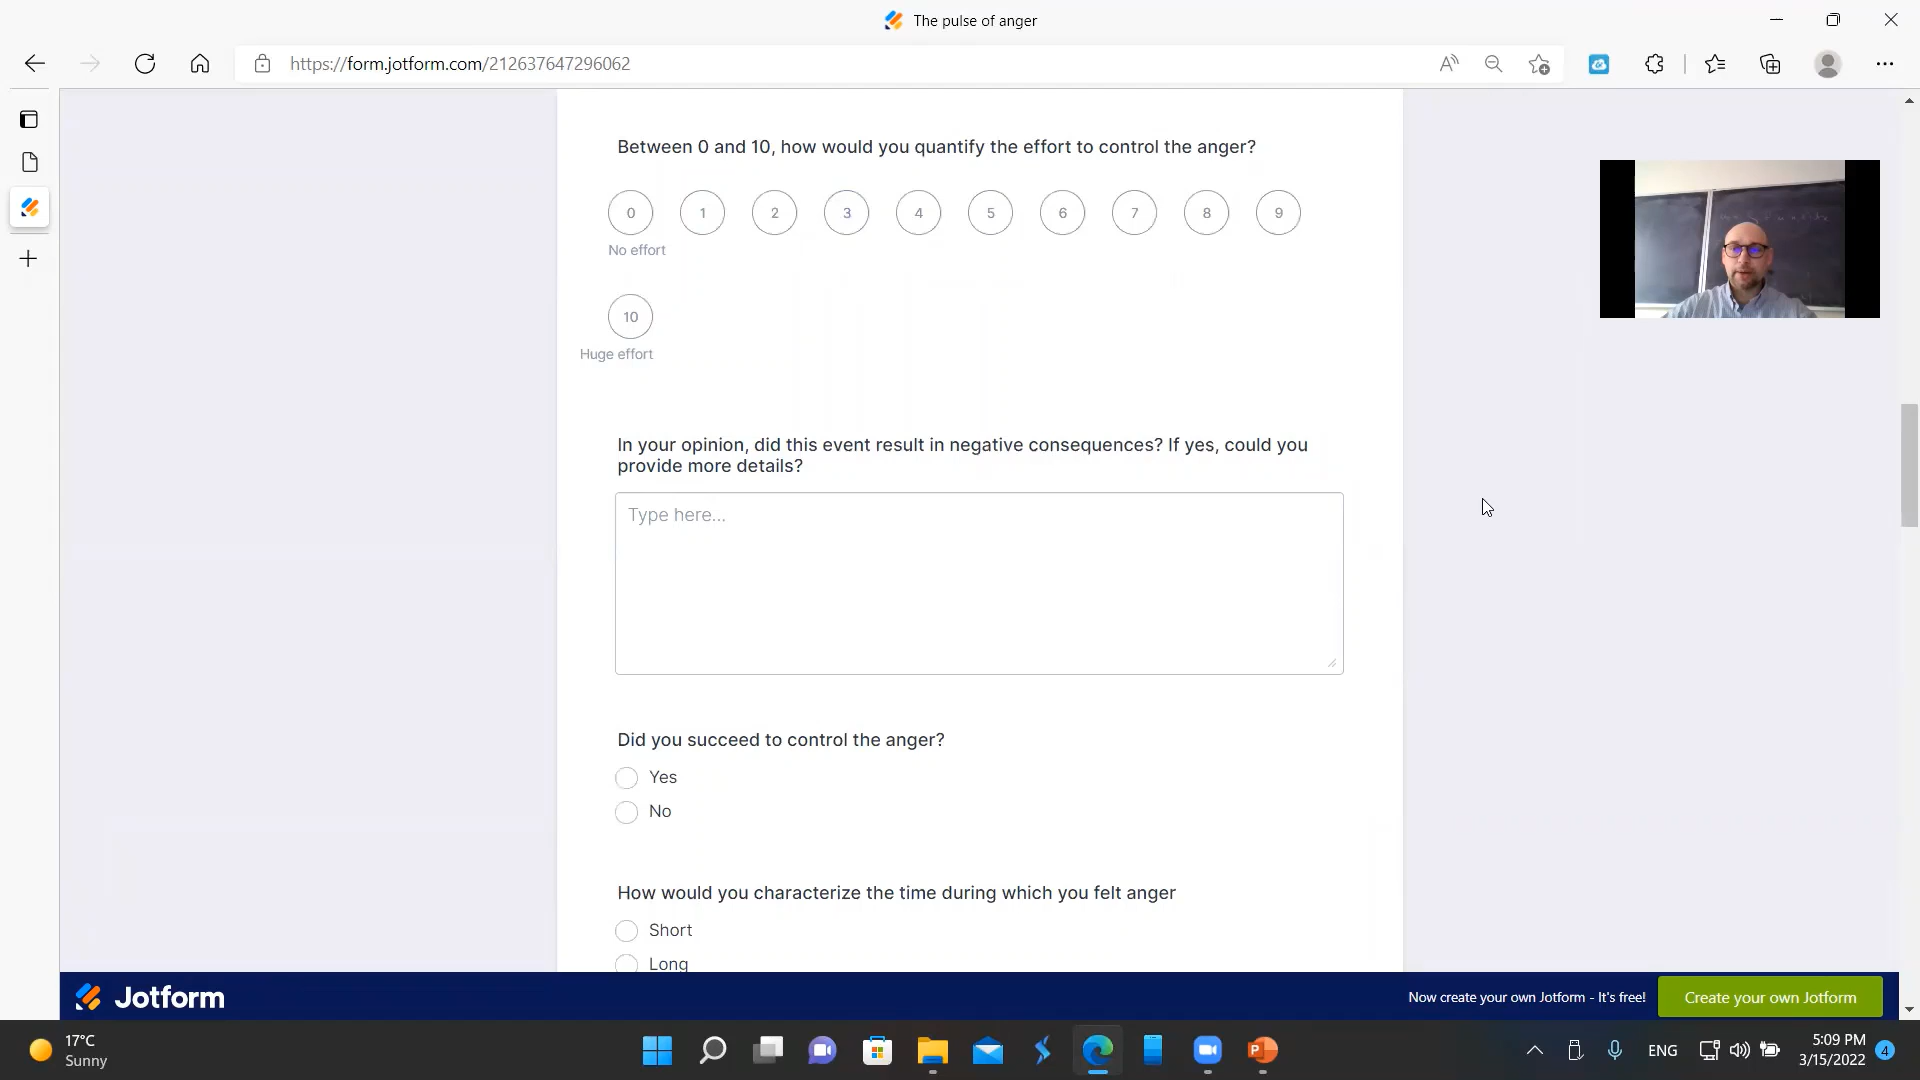 The pulse of anger
https://form.jotform.com/212637647296062
Between 0 and 10, how would you quantify the effort to control the anger?
0 1 2 3 4 5 6 7 8 9
No effort
10
Huge effort
In your opinion, did this event result in negative consequences? If yes, could you
provide more details?
Type here...
Did you succeed to control the anger?
Yes
No
How would you characterize the time during which you felt anger
Short
Long
Jotform
Now create your own Jotform - It's free!
Create your own Jotform
17°C
Sunny
ENG
5:09 PM
3/15/2022
4